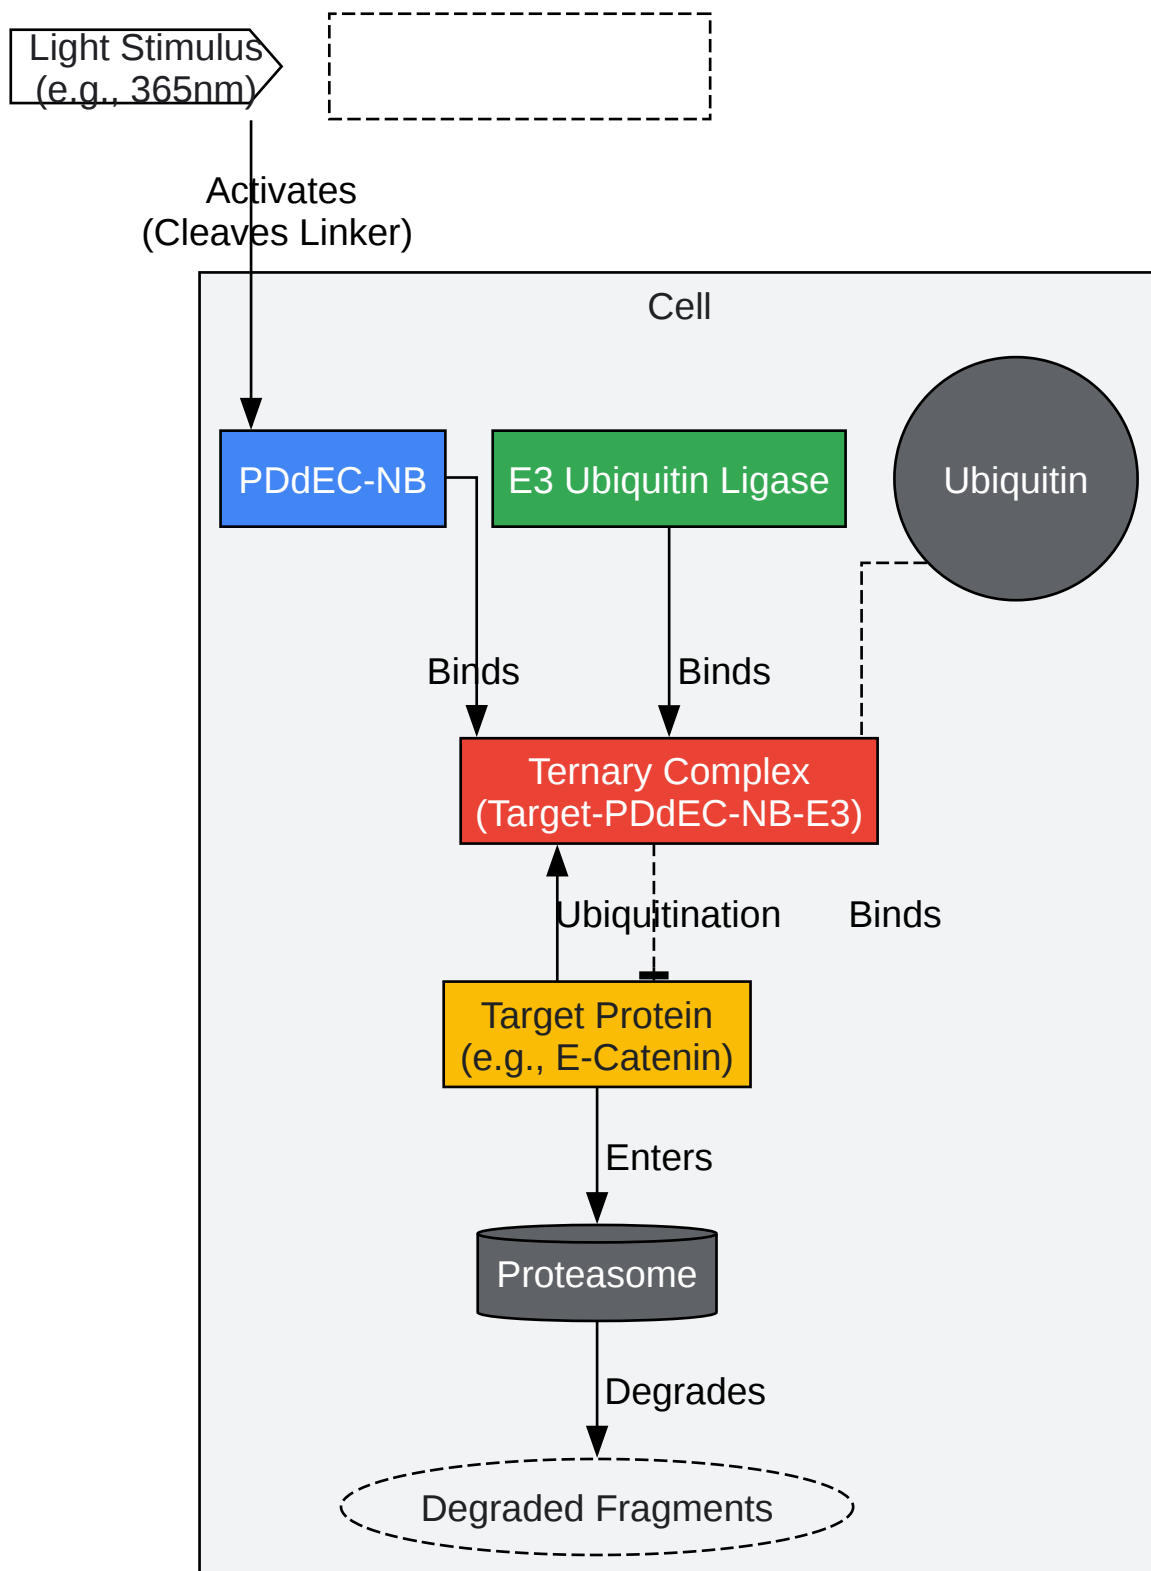 Light Stimulus
(e.g., 365nm)
Activates
(Cleaves Linker)
Cell
PDdEC-NB
E3 Ubiquitin Ligase
Ubiquitin
Binds
Binds
Ternary Complex
(Target-PDdEC-NB-E3)
Ubiquitination
Binds
Target Protein
(e.g., E-Catenin)
Enters
Proteasome
Degrades
Degraded Fragments